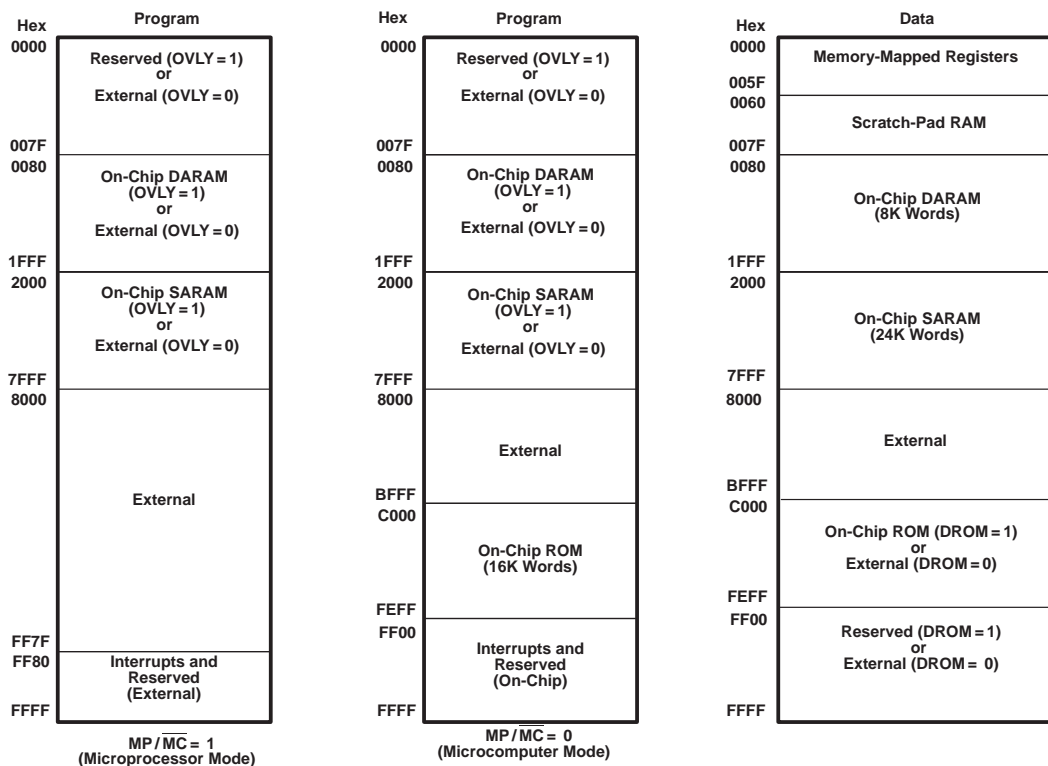 Hex
Program
0000
Reserved (OVLY = 1)
or
External (OVLY = 0)
007F
0080
On-Chip DARAM
(OVLY = 1)
or
External (OVLY = 0)
1FFF
2000
On-Chip SARAM
(OVLY = 1)
or
External (OVLY = 0)
7FFF
8000
External
FF7F
FF80
Interrupts and
Reserved
(External)
FFFF
MP/MC = 1
(Microprocessor Mode)
Hex
Program
0000
Reserved (OVLY = 1)
or
External (OVLY = 0)
007F
0080
On-Chip DARAM
(OVLY = 1)
or
External (OVLY = 0)
1FFF
2000
On-Chip SARAM
(OVLY = 1)
or
External (OVLY = 0)
7FFF
8000
External
BFFF
C000
On-Chip ROM
(16K Words)
FEFF
FF00
Interrupts and
Reserved
(On-Chip)
FFFF
MP/MC = 0
(Microcomputer Mode)
Hex
Data
0000
Memory-Mapped Registers
005F
0060
Scratch-Pad RAM
007F
0080
On-Chip DARAM
(8K Words)
1FFF
2000
On-Chip SARAM
(24K Words)
7FFF
8000
External
BFFF
C000
On-Chip ROM (DROM = 1)
or
External (DROM = 0)
FEFF
FF00
Reserved (DROM = 1)
or
External (DROM = 0)
FFFF